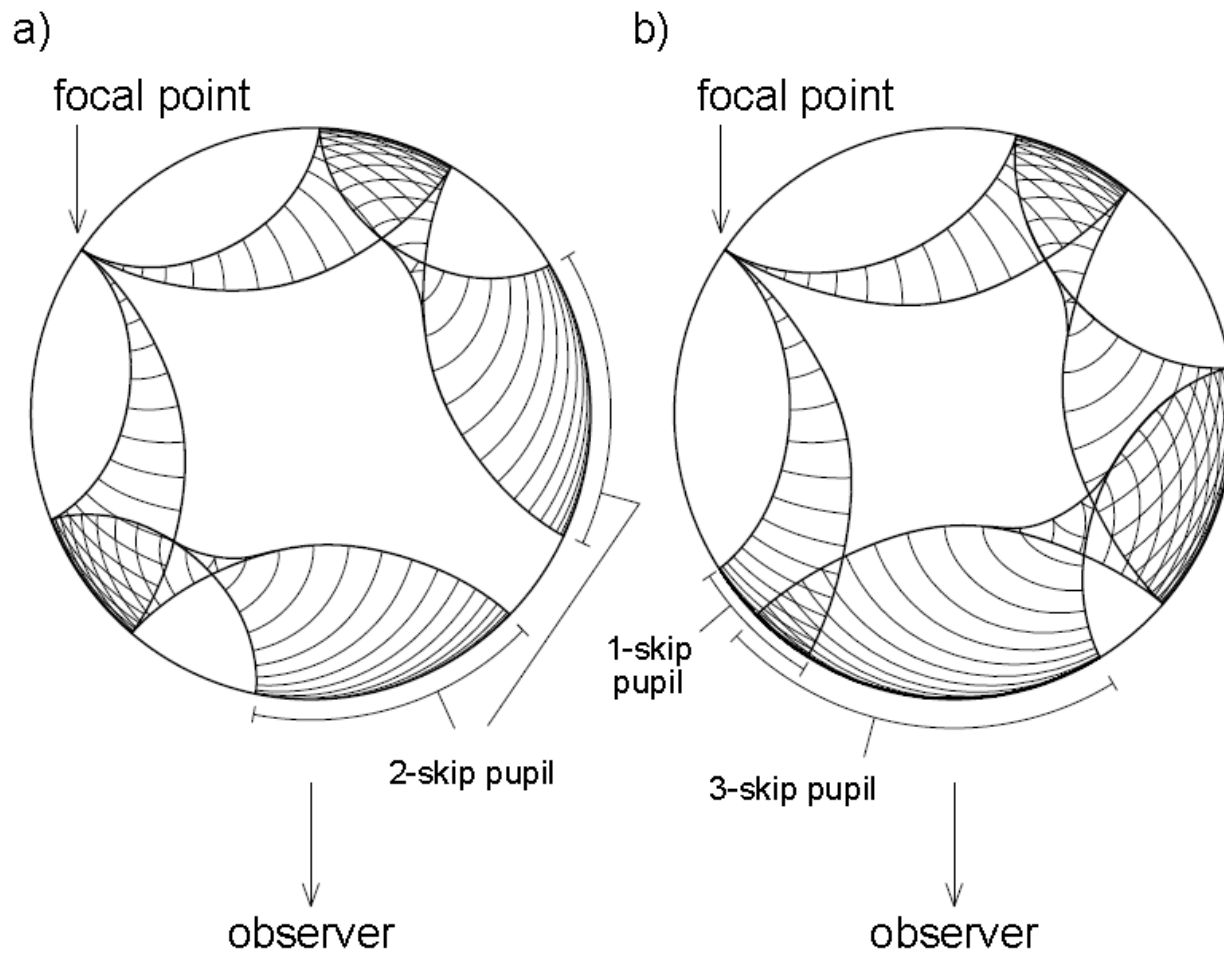 a)
b)
focal point
focal point
1-skip
pupil
2-skip pupil
3-skip pupil
observer
observer